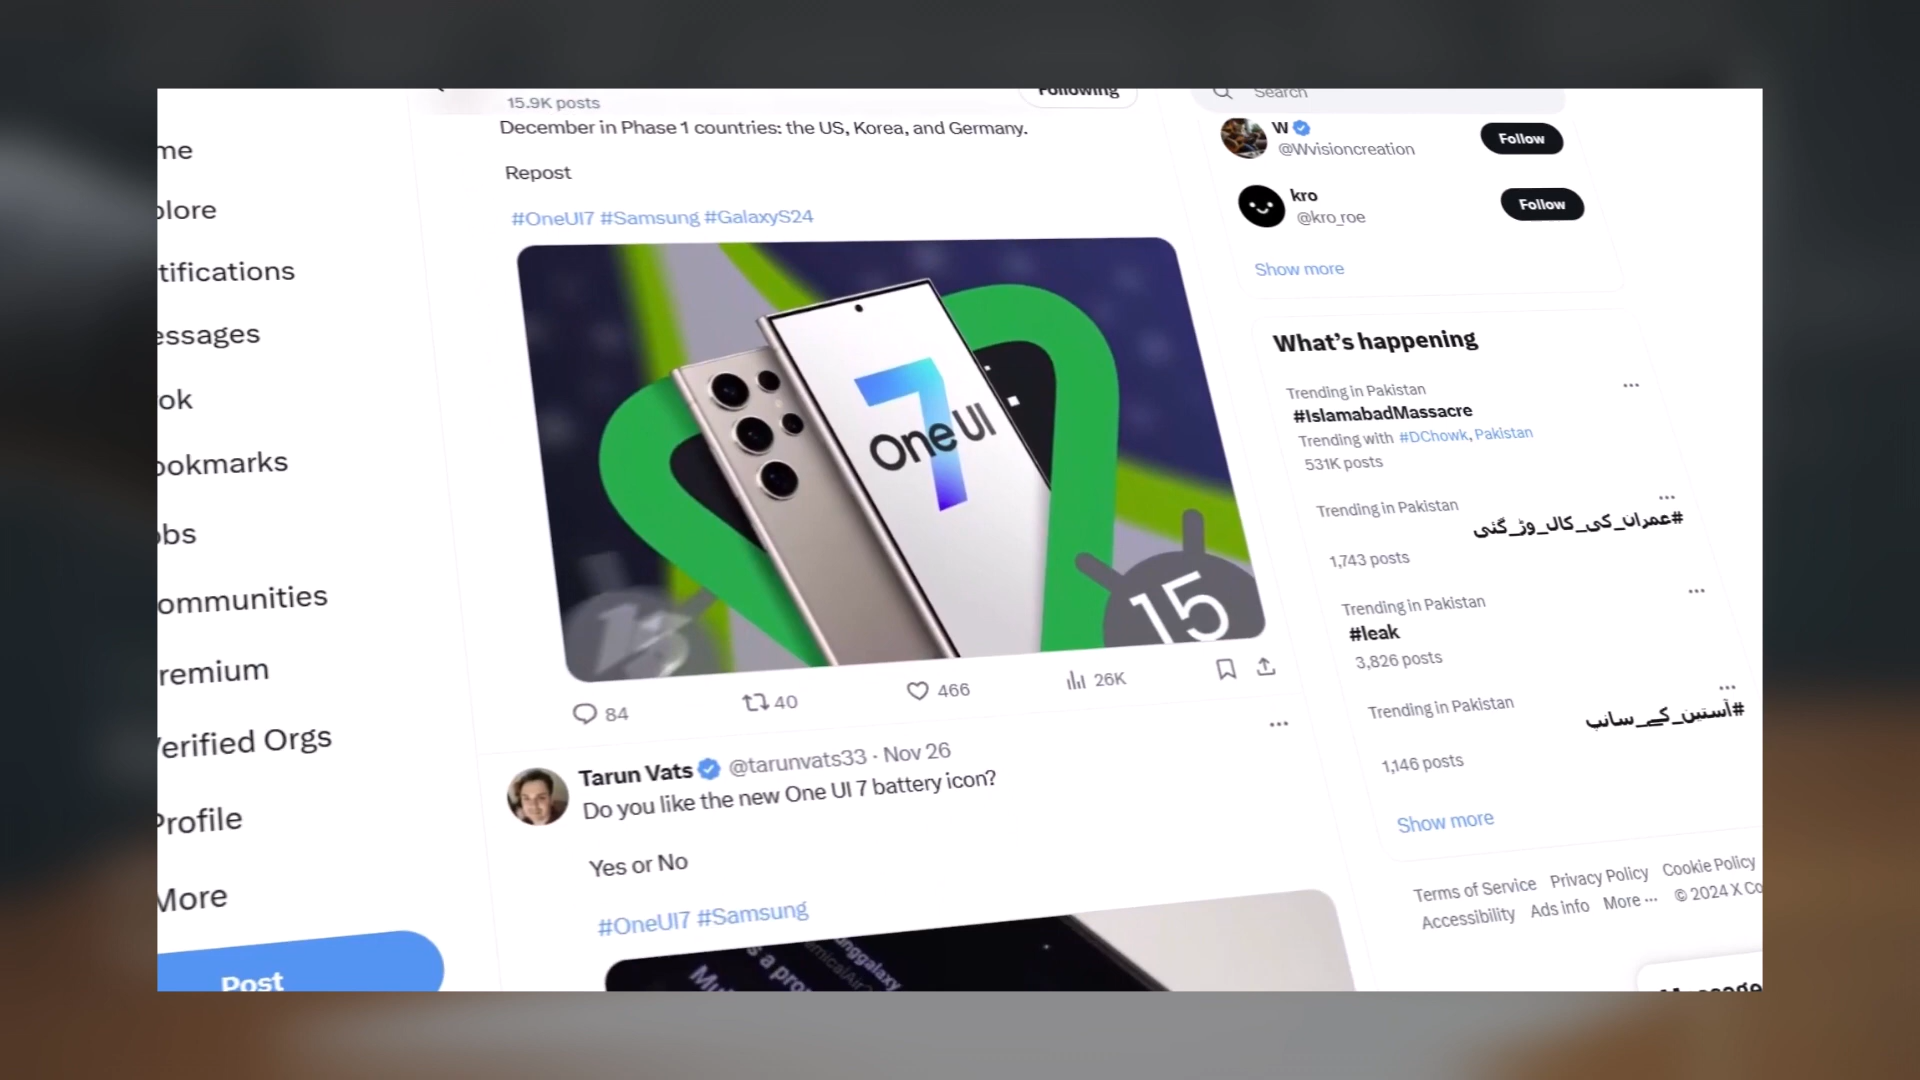 me
plore
tifications
essages
ok
ookmarks
obs
ommunities
remium
Verified Orgs
Profile
More
Post
15.9K posts
Following
December in Phase 1 countries: the US, Korea, and Germany.
Repost
#OneUI7 #Samsung #GalaxyS24
7
One UI
15
84
40
466
26K
Tarun Vats @tarunvats33 · Nov 26
Do you like the new One UI 7 battery icon?
Yes or No
#OneUI7 #Samsung
Search
W
@Wvisioncreation
Follow
kro
@kro_roe
Follow
Show more
What's happening
Trending in Pakistan
#IslamabadMassacre
Trending with #DChowk, Pakistan
531K posts
Trending in Pakistan
#عمران_کی_کال_وڑ_گئی
1,743 posts
Trending in Pakistan
#leak
3,826 posts
Trending in Pakistan
#آستین_کے_سانپ
1,146 posts
Show more
Terms of Service Privacy Policy Cookie Policy
Accessibility Ads info More ··· © 2024 X Co